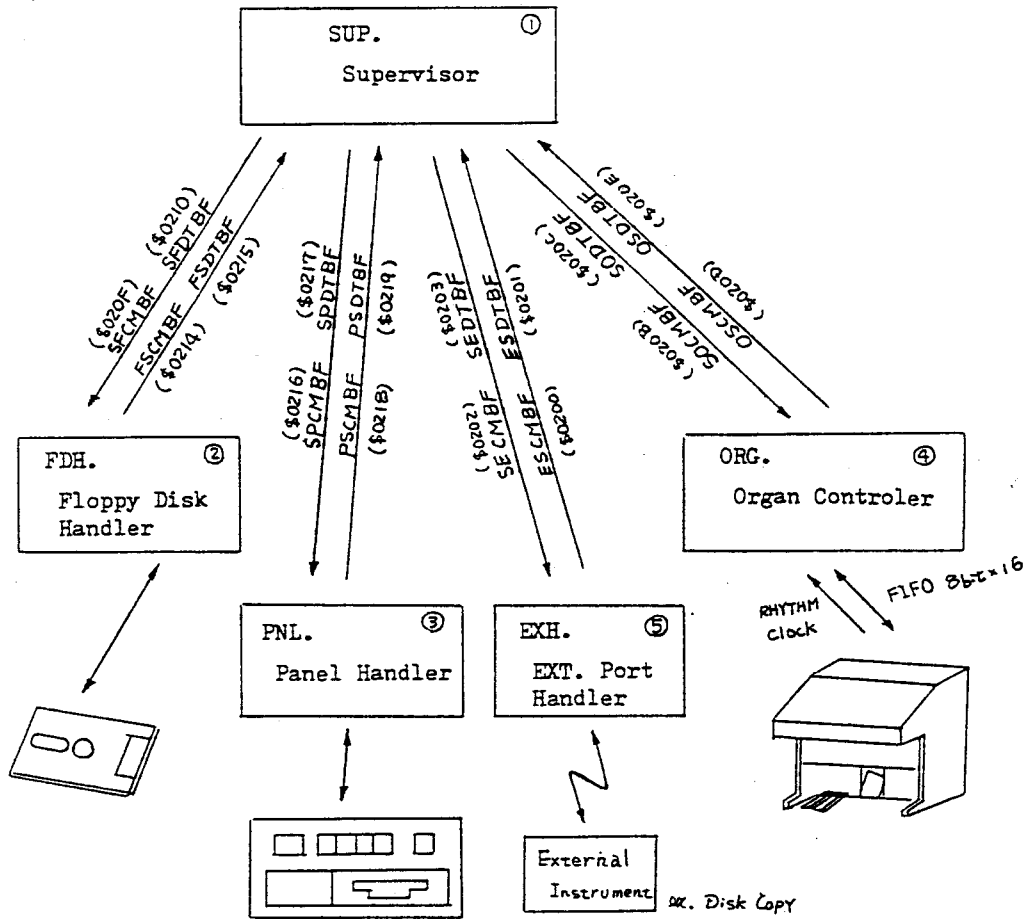 SUP. ①
Supervisor
($020F) ($0210)
SFCMBF SFDTBF
FSCMBF FSDTBF
($0214) ($0215)
($0216) ($0217)
SPCMBF SPDTBF
PSCMBF PSDTBF
($0218) ($0219)
($0202) ($0203)
SECMBF SEDTBF
ESCMBF ESDTBF
($0200) ($0201)
($020E) ($020D)
OSDTBF OSCMBF
SODTBF SOCMBF
($020C) ($020B)
FDH. ②
Floppy Disk
Handler
ORG. ④
Organ Controler
RHYTHM
Clock
FIFO 8bit×16
PNL. ③
Panel Handler
EXH. ⑤
EXT. Port
Handler
External
Instrument
ex. Disk Copy